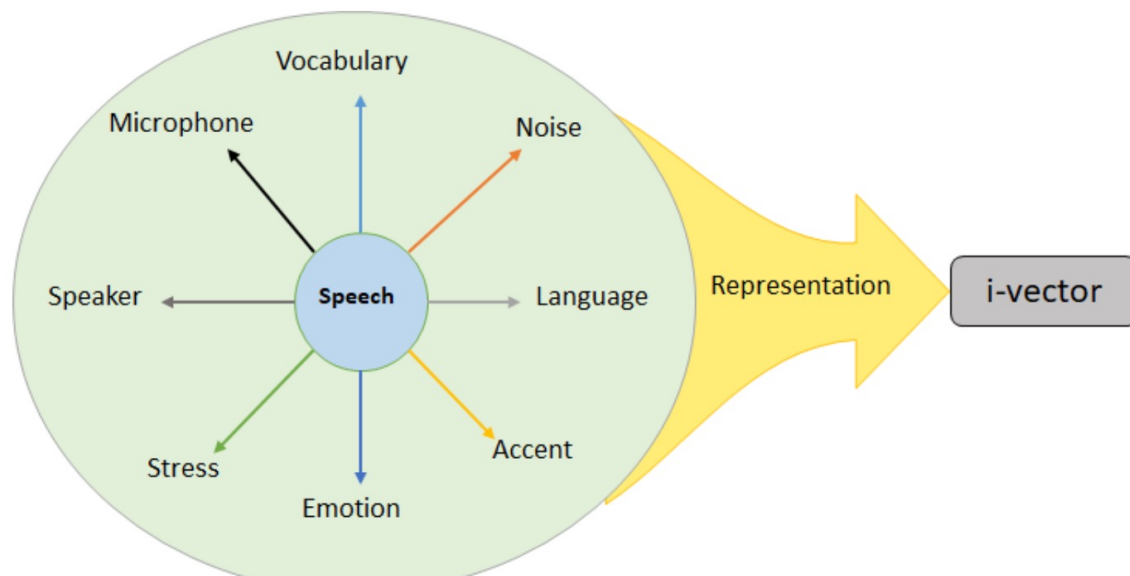 Vocabulary
Microphone
Noise
Speaker
Speech
Language
Representation
i-vector
Stress
Accent
Emotion